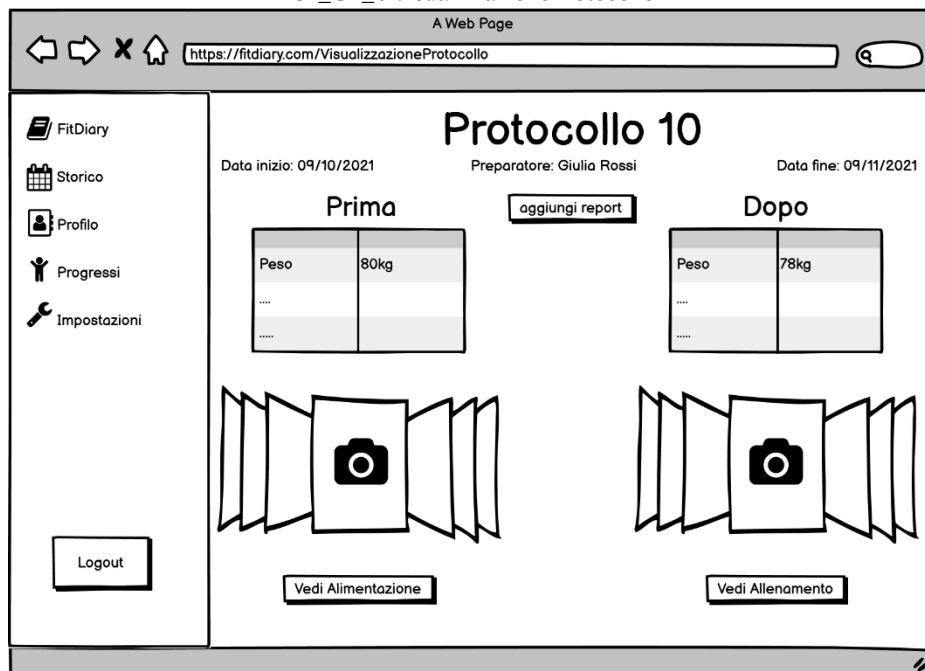 A Web Page
https://fitdiary.com/VisualizzazioneProtocollo
FitDiary
Storico
Profilo
Progressi
Impostazioni
Logout
Protocollo 10
Data inizio: 09/10/2021 Preparatore: Giulia Rossi Data fine: 09/11/2021
Prima aggiungi report Dopo
Peso 80kg
....
.....
Peso 78kg
....
.....
Vedi Alimentazione Vedi Allenamento